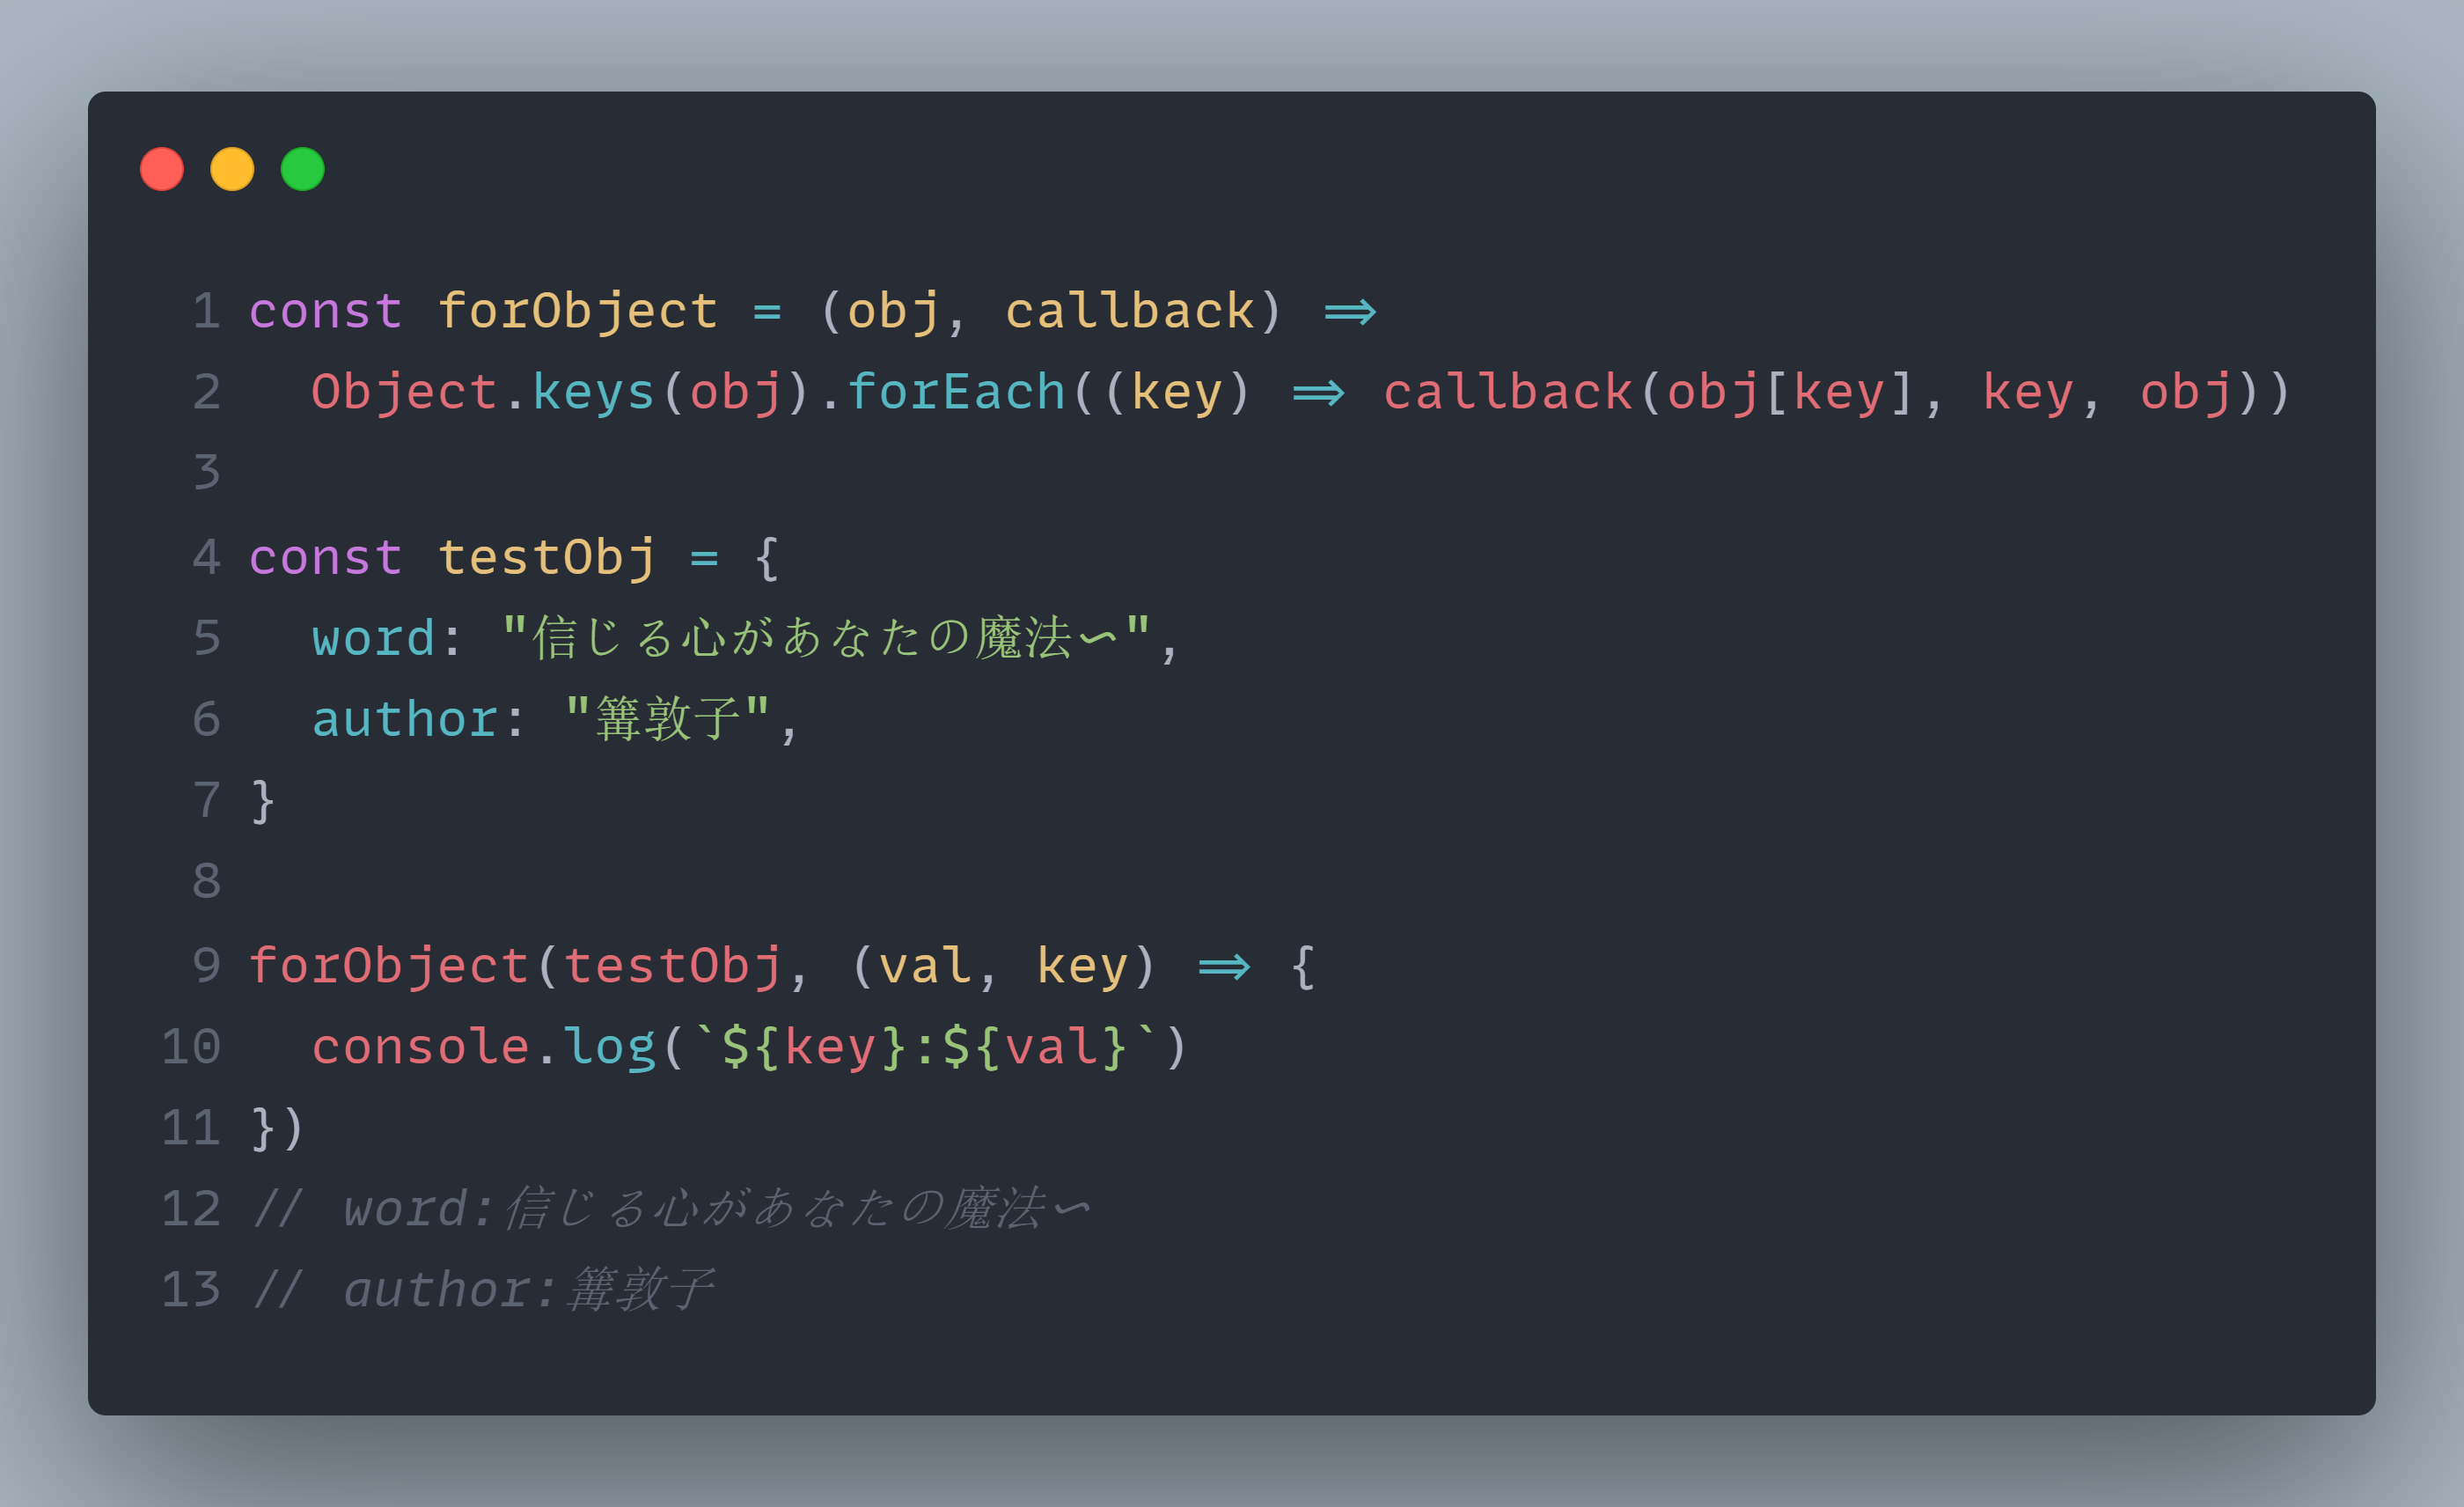 1 const forObject = (obj, callback) =>
2   Object.keys(obj).forEach((key) => callback(obj[key], key, obj))
3
4 const testObj = {
5   word: "信じる心があなたの魔法〜",
6   author: "篝敦子",
7 }
8
9 forObject(testObj, (val, key) => {
10   console.log(`${key}:${val}`)
11 })
12 // word:信じる心があなたの魔法〜
13 // author:篝敦子